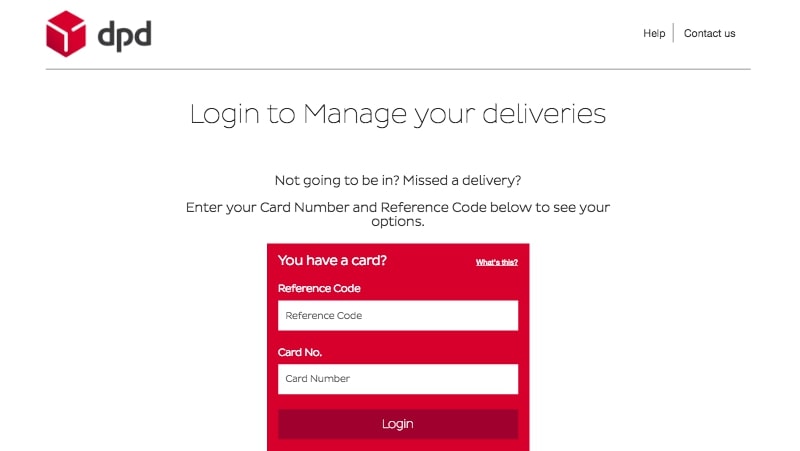 dpd
Help
Contact us
Login to Manage your deliveries
Not going to be in? Missed a delivery?
Enter your Card Number and Reference Code below to see your
options.
You have a card?
What's this?
Reference Code
Reference Code
Card No.
Card Number
Login